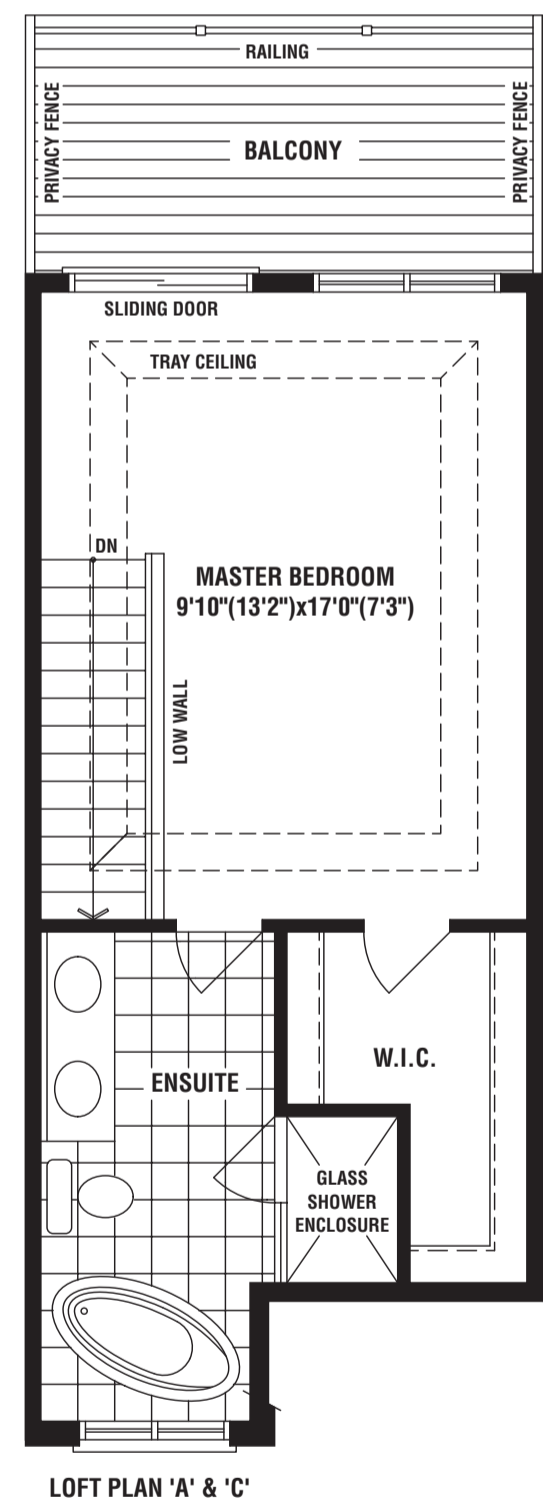 RAILING
PRIVACY FENCE
BALCONY
PRIVACY FENCE
SLIDING DOOR
TRAY CEILING
DN
MASTER BEDROOM
9'10"(13'2")x17'0"(7'3")
LOW WALL
W.I.C.
ENSUITE
GLASS
SHOWER
ENCLOSURE
LOFT PLAN 'A' & 'C'